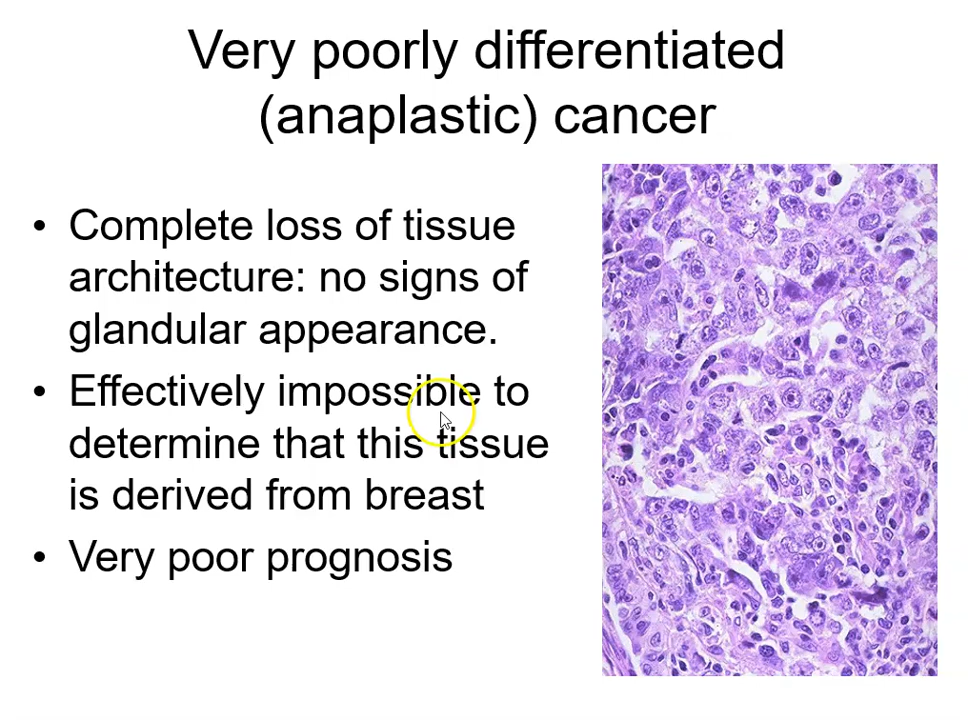 Very poorly differentiated
(anaplastic) cancer
• Complete loss of tissue
architecture: no signs of
glandular appearance.
• Effectively impossible to
determine that this tissue
is derived from breast
• Very poor prognosis